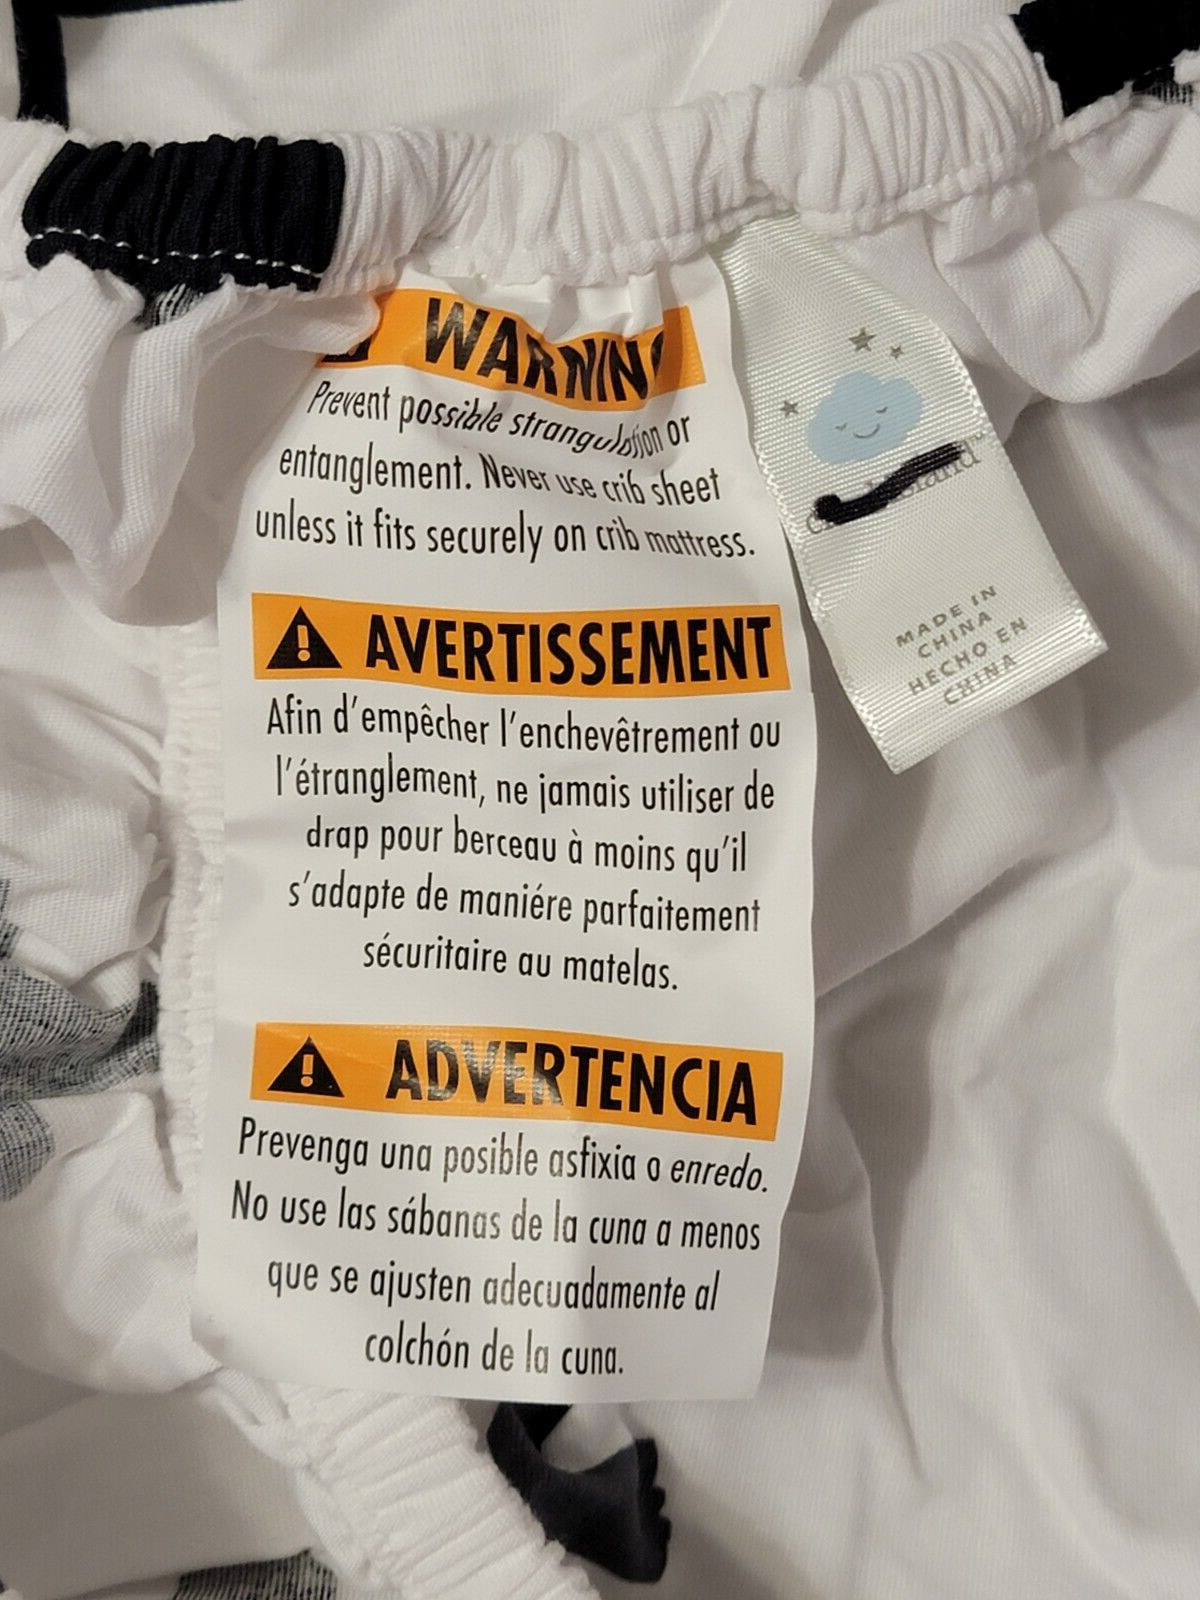 WARNING
Prevent possible strangulation or
entanglement. Never use crib sheet
unless it fits securely on crib mattress.
AVERTISSEMENT
Afin d'empêcher l'enchevêtrement ou
l'étranglement, ne jamais utiliser de
drap pour berceau à moins qu'il
s'adapte de maniére parfaitement
sécuritaire au matelas.
ADVERTENCIA
Prevenga una posible asfixia o enredo.
No use las sábanas de la cuna a menos
que se ajusten adecuadamente al
colchón de la cuna.
MADE IN
CHINA
HECHO EN
CHINA